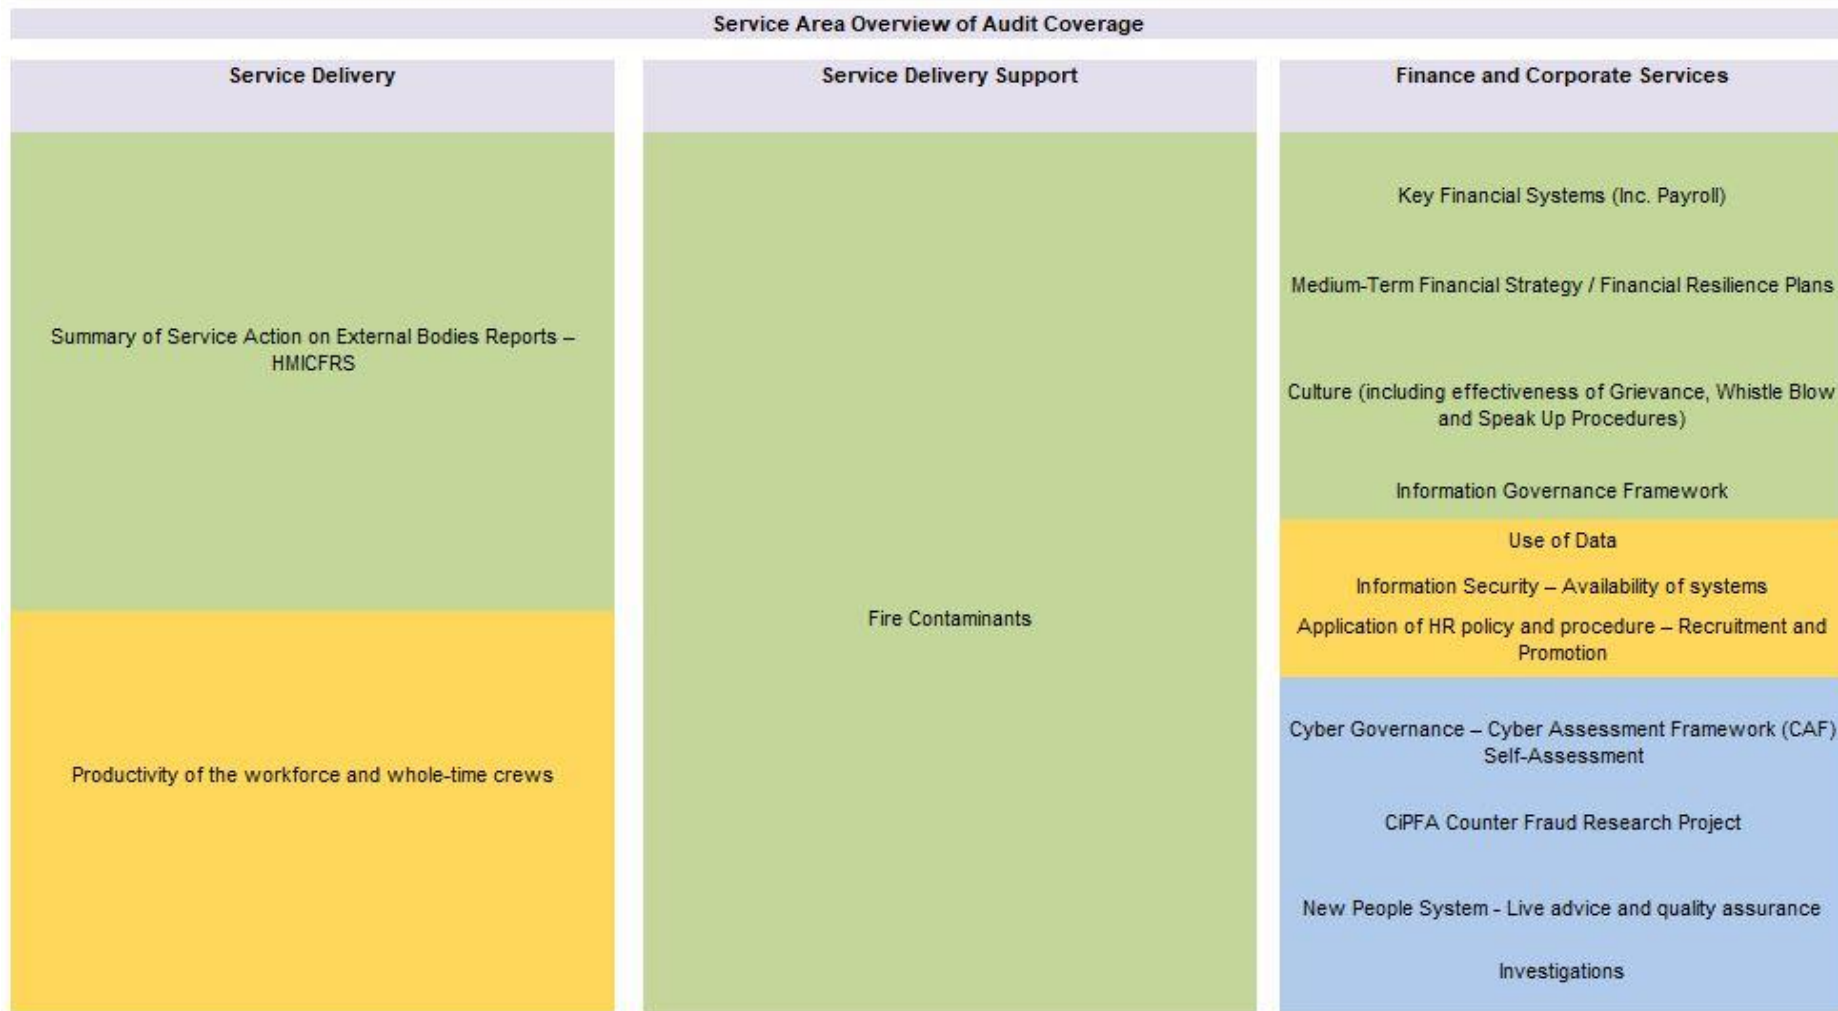 Service Area Overview of Audit Coverage
Service Delivery
Summary of Service Action on External Bodies Reports –
HMICFRS
Productivity of the workforce and whole-time crews
Service Delivery Support
Fire Contaminants
Finance and Corporate Services
Key Financial Systems (Inc. Payroll)
Medium-Term Financial Strategy / Financial Resilience Plans
Culture (including effectiveness of Grievance, Whistle Blow
and Speak Up Procedures)
Information Governance Framework
Use of Data
Information Security – Availability of systems
Application of HR policy and procedure – Recruitment and
Promotion
Cyber Governance – Cyber Assessment Framework (CAF)
Self-Assessment
CiPFA Counter Fraud Research Project
New People System - Live advice and quality assurance
Investigations